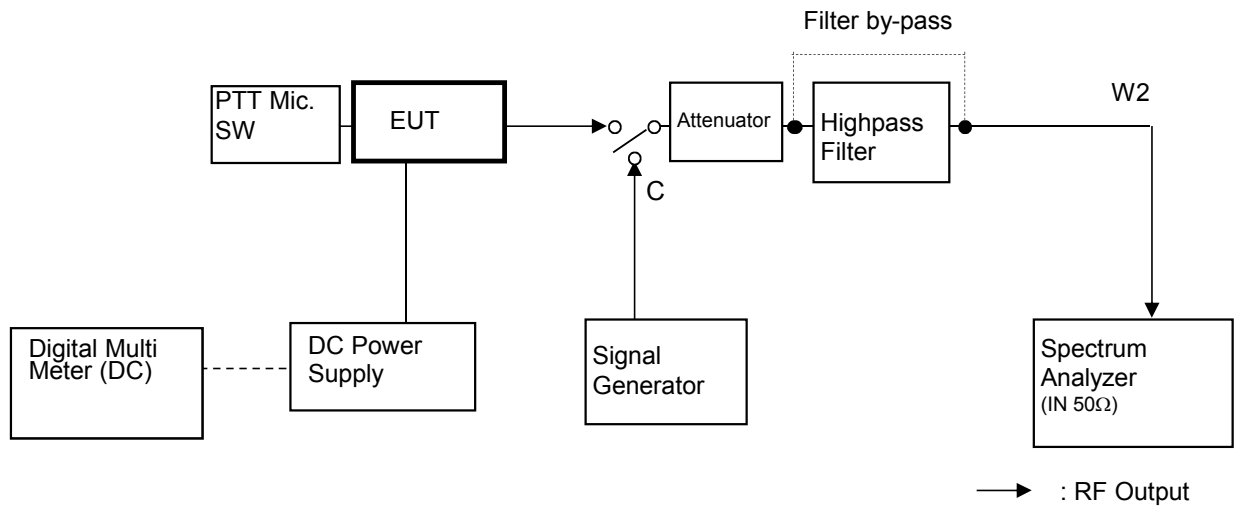 Filter by-pass
PTT Mic.
SW
EUT
Attenuator
Highpass
Filter
W2
C
Digital Multi
Meter (DC)
DC Power
Supply
Signal
Generator
Spectrum
Analyzer
(IN 50Ω)
: RF Output